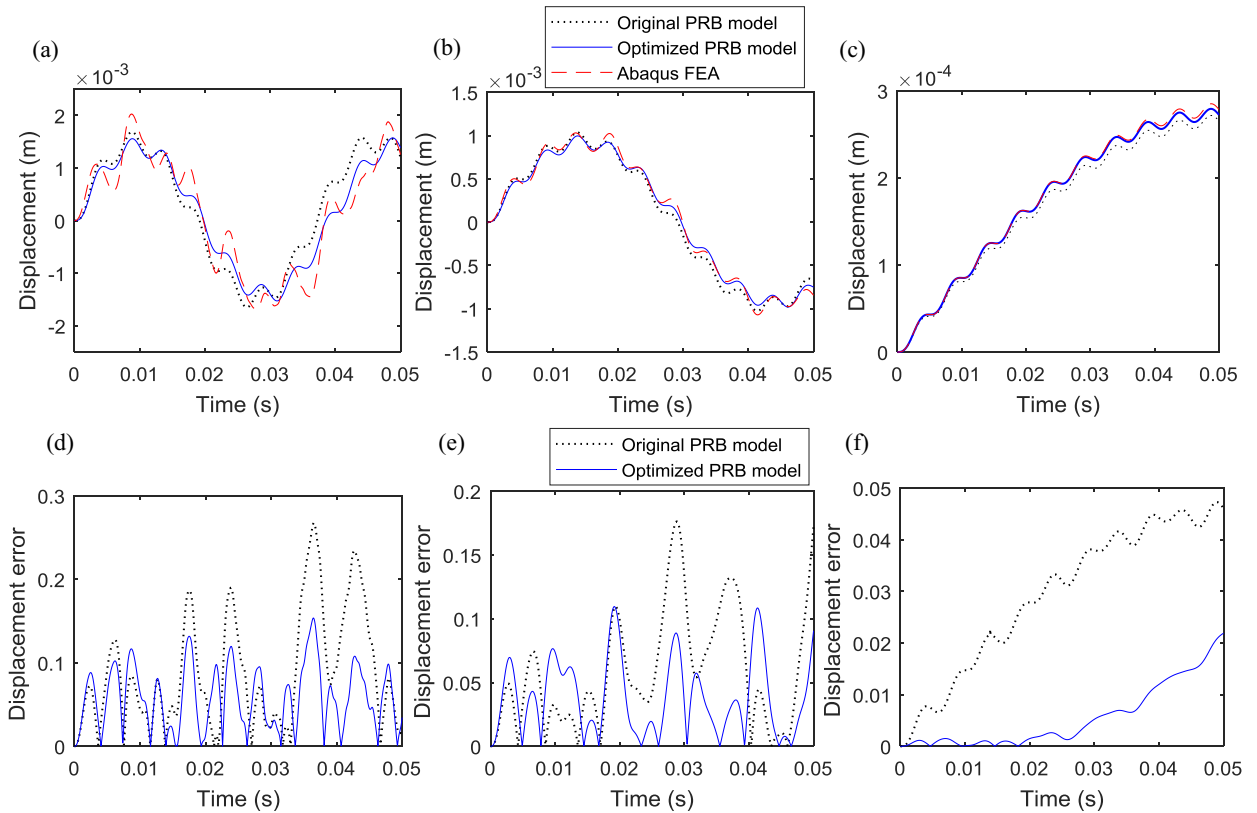 Original PRB model
Optimized PRB model
Abaqus FEA
(a)
×10⁻³
2
1
0
-1
-2
Displacement (m)
0 0.01 0.02 0.03 0.04 0.05
Time (s)
(b)
×10⁻³
1.5
1
0.5
0
-0.5
-1
-1.5
Displacement (m)
0 0.01 0.02 0.03 0.04 0.05
Time (s)
(c)
×10⁻⁴
3
2
1
0
Displacement (m)
0 0.01 0.02 0.03 0.04 0.05
Time (s)
(d)
0.3
0.2
0.1
0
Displacement error
0 0.01 0.02 0.03 0.04 0.05
Time (s)
(e)
Original PRB model
Optimized PRB model
0.2
0.15
0.1
0.05
0
Displacement error
0 0.01 0.02 0.03 0.04 0.05
Time (s)
(f)
0.05
0.04
0.03
0.02
0.01
0
Displacement error
0 0.01 0.02 0.03 0.04 0.05
Time (s)